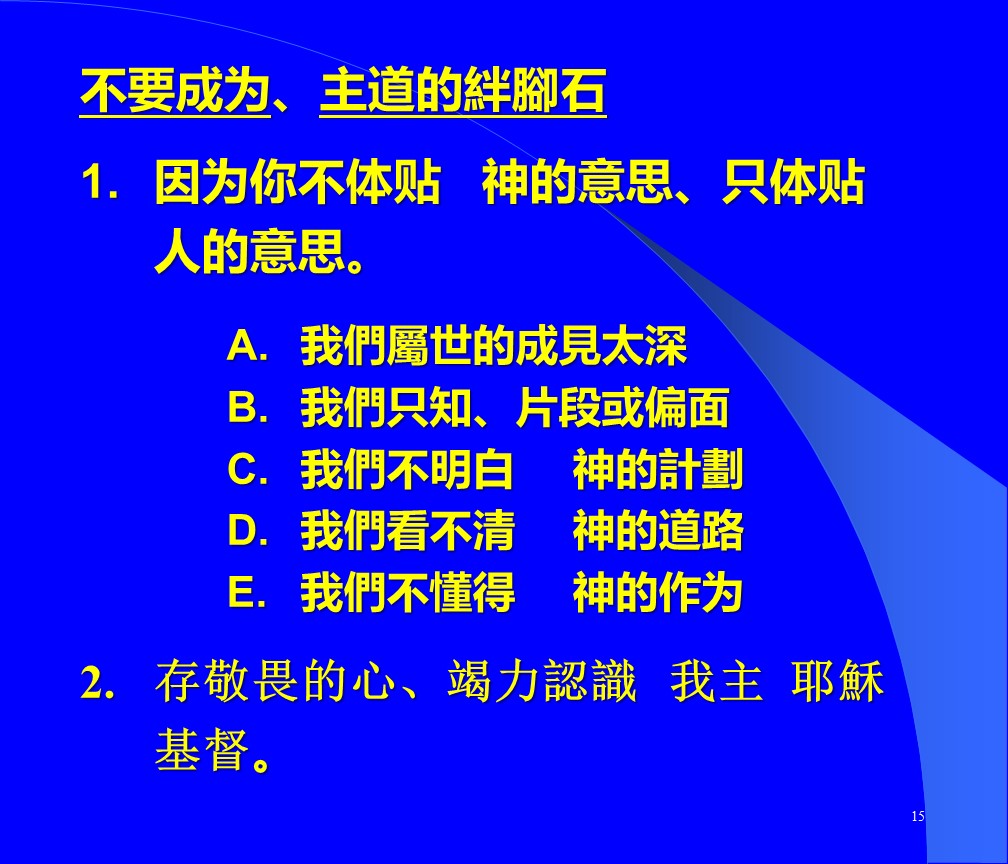 不要成为、主道的絆腳石
1. 因为你不体贴 神的意思、只体贴
人的意思。
A. 我們屬世的成見太深
B. 我們只知、片段或偏面
C. 我們不明白 神的計劃
D. 我們看不清 神的道路
E. 我們不懂得 神的作为
2. 存敬畏的心、竭力認識 我主 耶穌
基督。
15